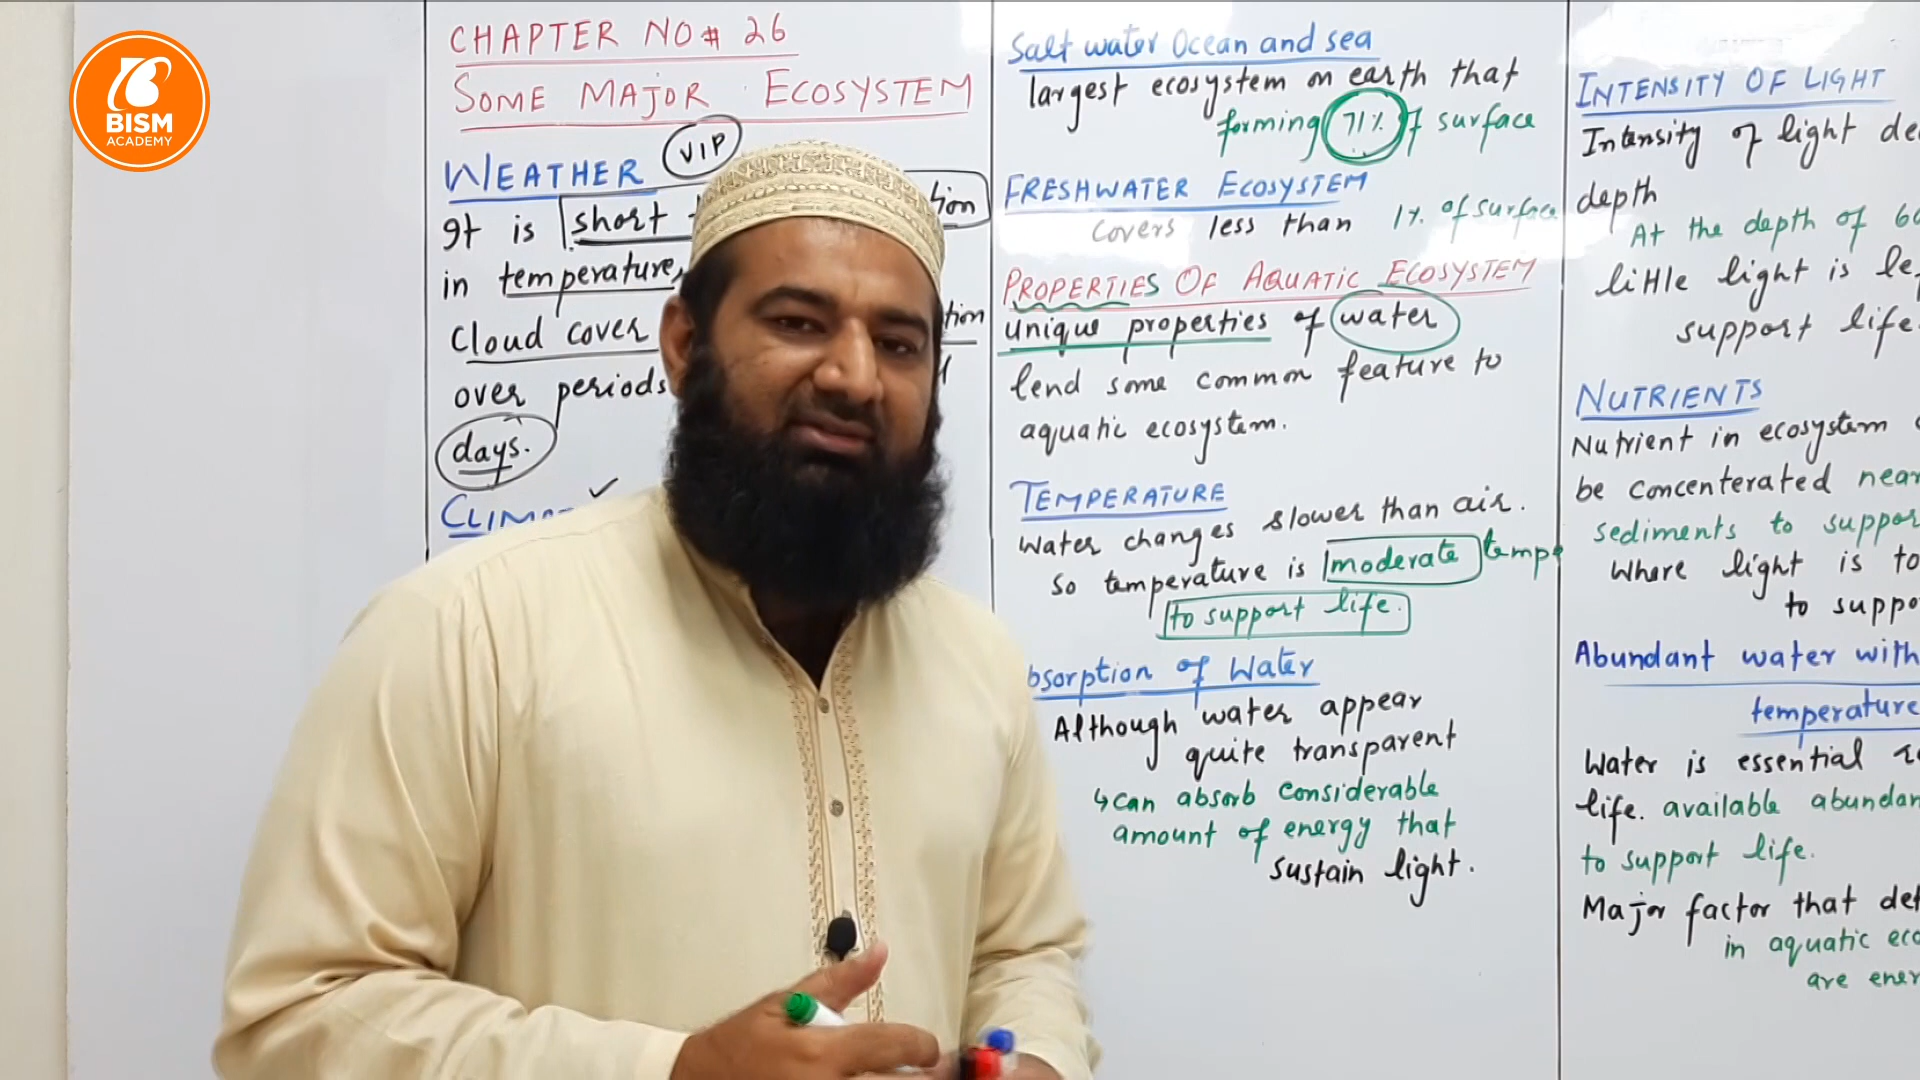 BISM
ACADEMY
CHAPTER NO# 26
SOME MAJOR ECOSYSTEM
WEATHER VIP
It is short
in temperature,
Cloud cover
over periods
days.
Salt water Ocean and sea
largest ecosystem on earth that
forming 71% of surface
FRESHWATER ECOSYSTEM
Covers less than 1% of surface
PROPERTIES OF AQUATIC ECOSYSTEM
unique properties of water
lend some common feature to
aquatic ecosystem.
TEMPERATURE
Water changes slower than air.
So temperature is moderate temp
to support life.
bsorption of Water
Although water appear
quite transparent
↳ can absorb considerable
amount of energy that
sustain light.
INTENSITY OF LIGHT
Intensity of light de
depth
At the depth of 60
little light is le
support life.
NUTRIENTS
Nutrient in ecosystem
be concenterated near
sediments to suppor
Where light is to
to suppo
Abundant water with
temperature
Water is essential
life. available abundan
to support life.
Major factor that det
in aquatic eco
are ener